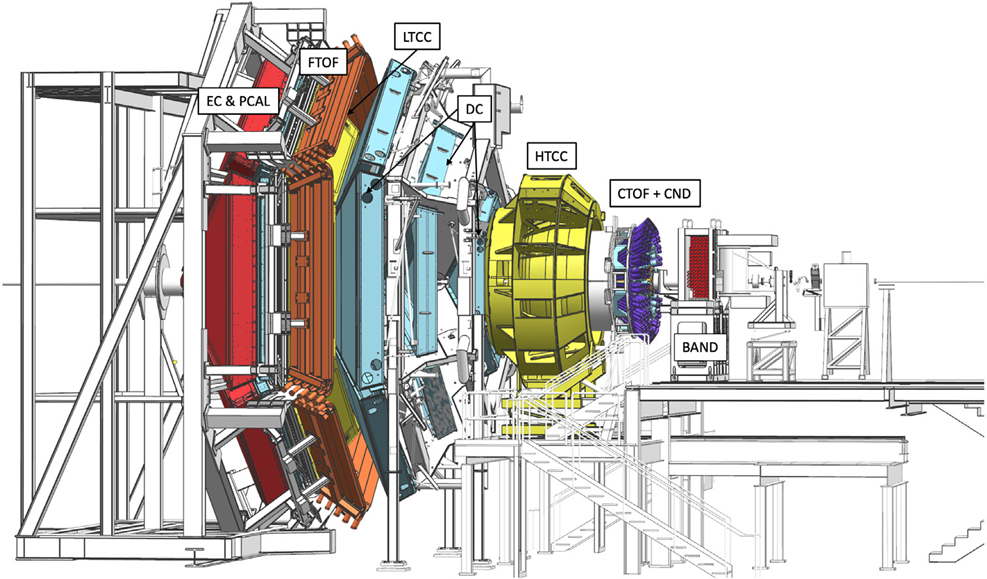 LTCC
FTOF
EC & PCAL
DC
HTCC
CTOF + CND
BAND